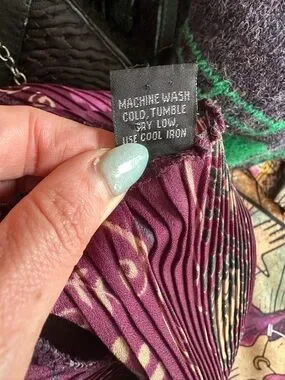 MACHINE WASH
COLD, TUMBLE
DRY LOW,
USE COOL IRON